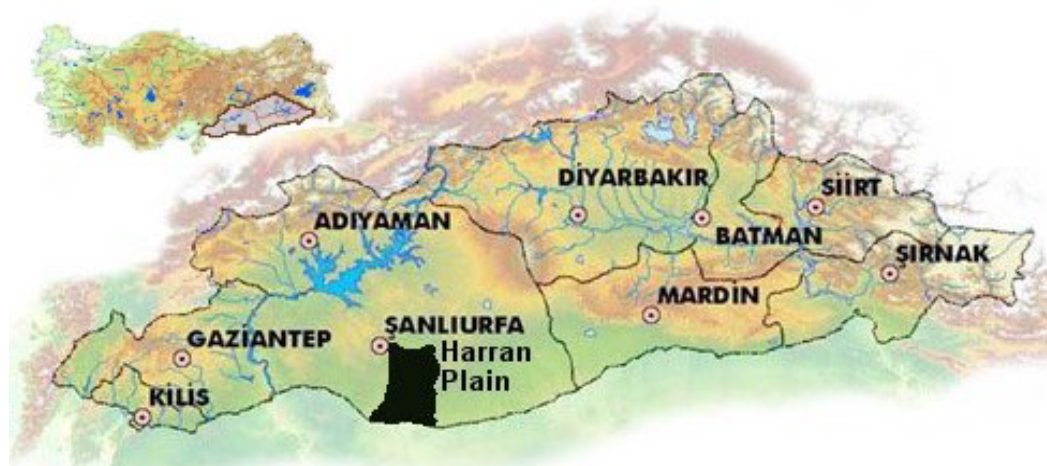 DİYARBAKIR
SİİRT
ADIYAMAN
BATMAN
ŞIRNAK
MARDİN
ŞANLIURFA
GAZİANTEP
Harran
Plain
KİLİS